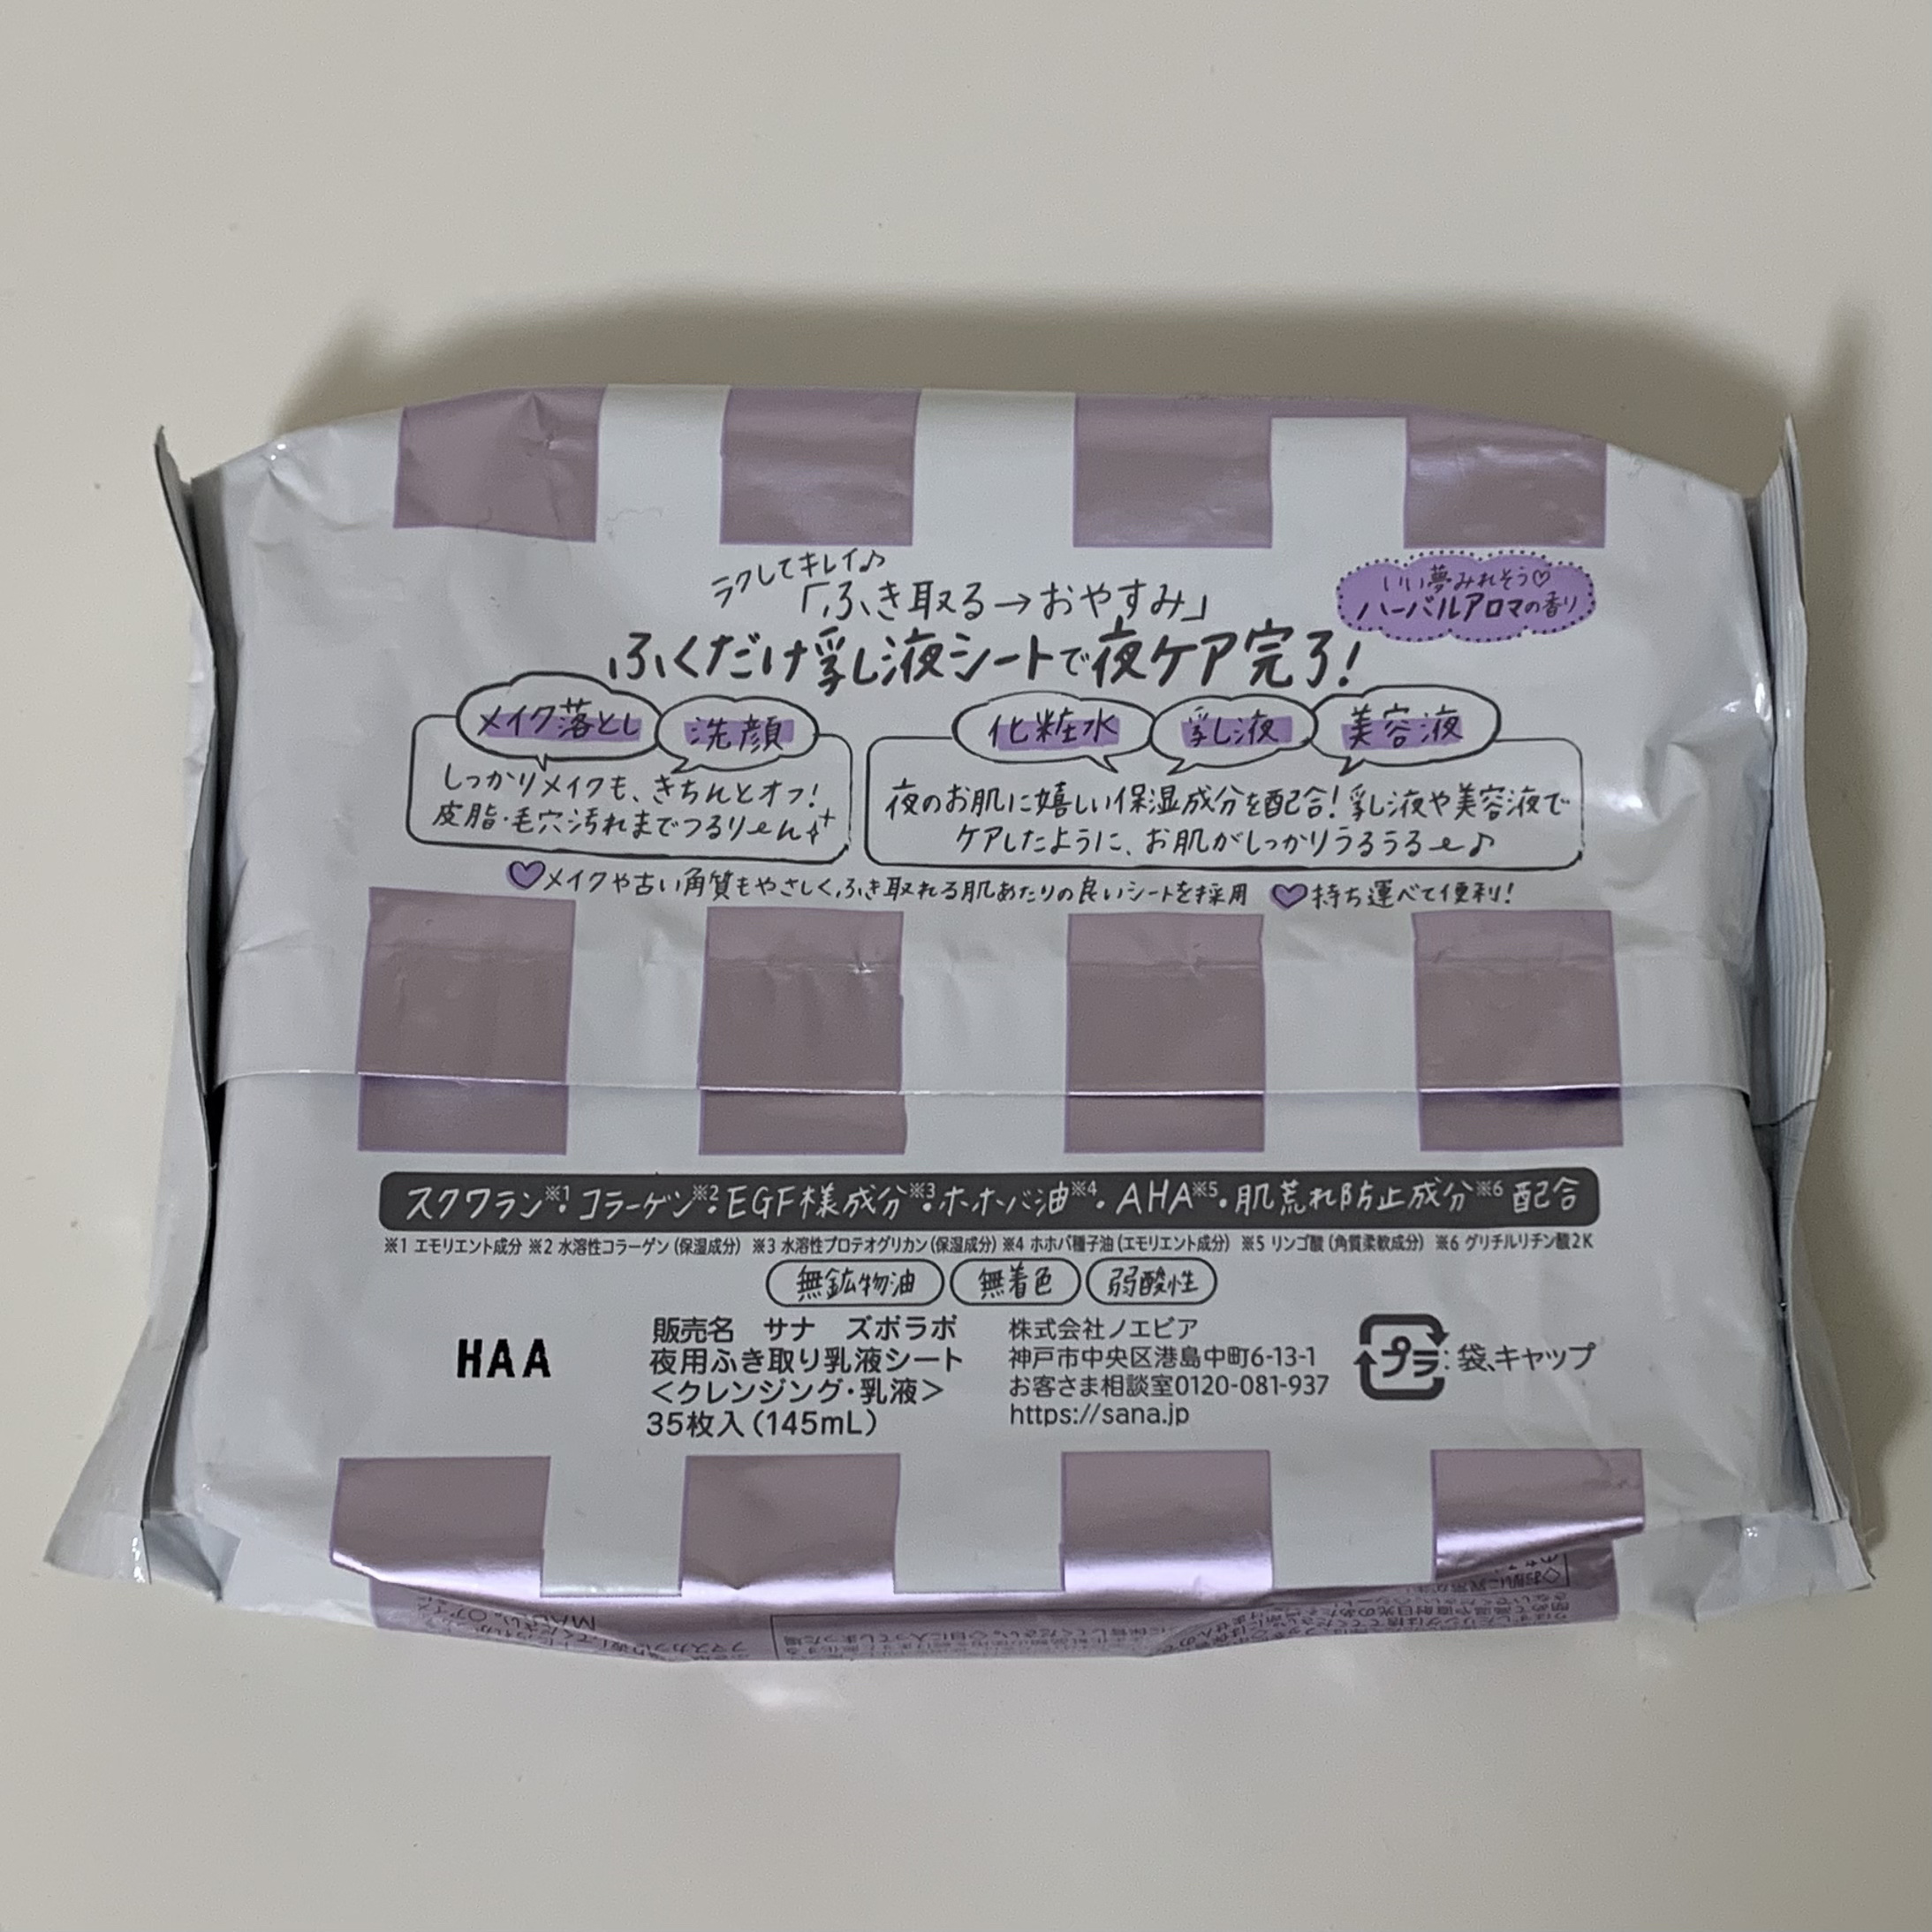 ラクしてキレイ♪
「ふき取る→おやすみ」
いい夢みれそう♡
ハーバルアロマの香り
ふくだけ乳液シートで夜ケア完了!
メイク落とし 洗顔
しっかりメイクも、きちんとオフ!
皮脂・毛穴汚れまでつるり〜ん
化粧水 乳液 美容液
夜のお肌に嬉しい保湿成分を配合!乳液や美容液で
ケアしたように、お肌がしっかりうるうる〜♪
♡メイクや古い角質もやさしくふき取れる肌あたりの良いシートを採用 ♡持ち運べて便利!
スクワラン※1・コラーゲン※2・EGF様成分※3・ホホバ油※4・AHA※5・肌荒れ防止成分※6配合
※1 エモリエント成分 ※2 水溶性コラーゲン(保湿成分) ※3 水溶性プロテオグリカン(保湿成分) ※4 ホホバ種子油(エモリエント成分) ※5 リンゴ酸(角質柔軟成分) ※6 グリチルリチン酸2K
無鉱物油 無着色 弱酸性
HAA
販売名 サナ ズボラボ
夜用ふき取り乳液シート
<クレンジング・乳液>
35枚入(145mL)
株式会社ノエビア
神戸市中央区港島中町6-13-1
お客さま相談室0120-081-937
https://sana.jp
プラ:袋、キャップ